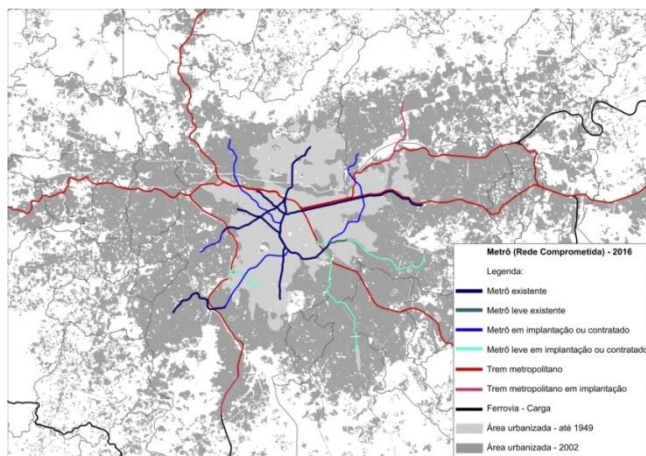 Metrô (Rede Comprometida) - 2016
Legenda:
Metrô existente
Metrô leve existente
Metrô em implantação ou contratado
Metrô leve em implantação ou contratado
Trem metropolitano
Trem metropolitano em implantação
Ferrovia - Carga
Área urbanizada - até 1949
Área urbanizada - 2002